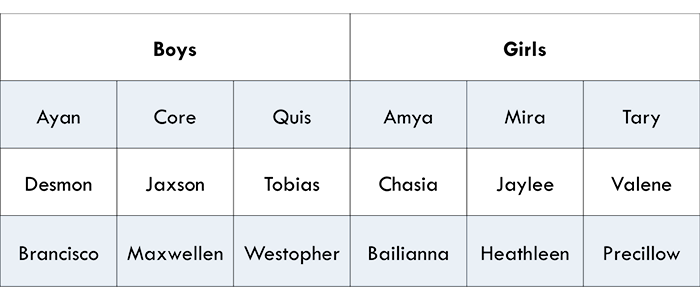 Boys Girls
Ayan Core Quis Amya Mira Tary
Desmon Jaxson Tobias Chasia Jaylee Valene
Brancisco Maxwellen Westopher Bailianna Heathleen Precillow